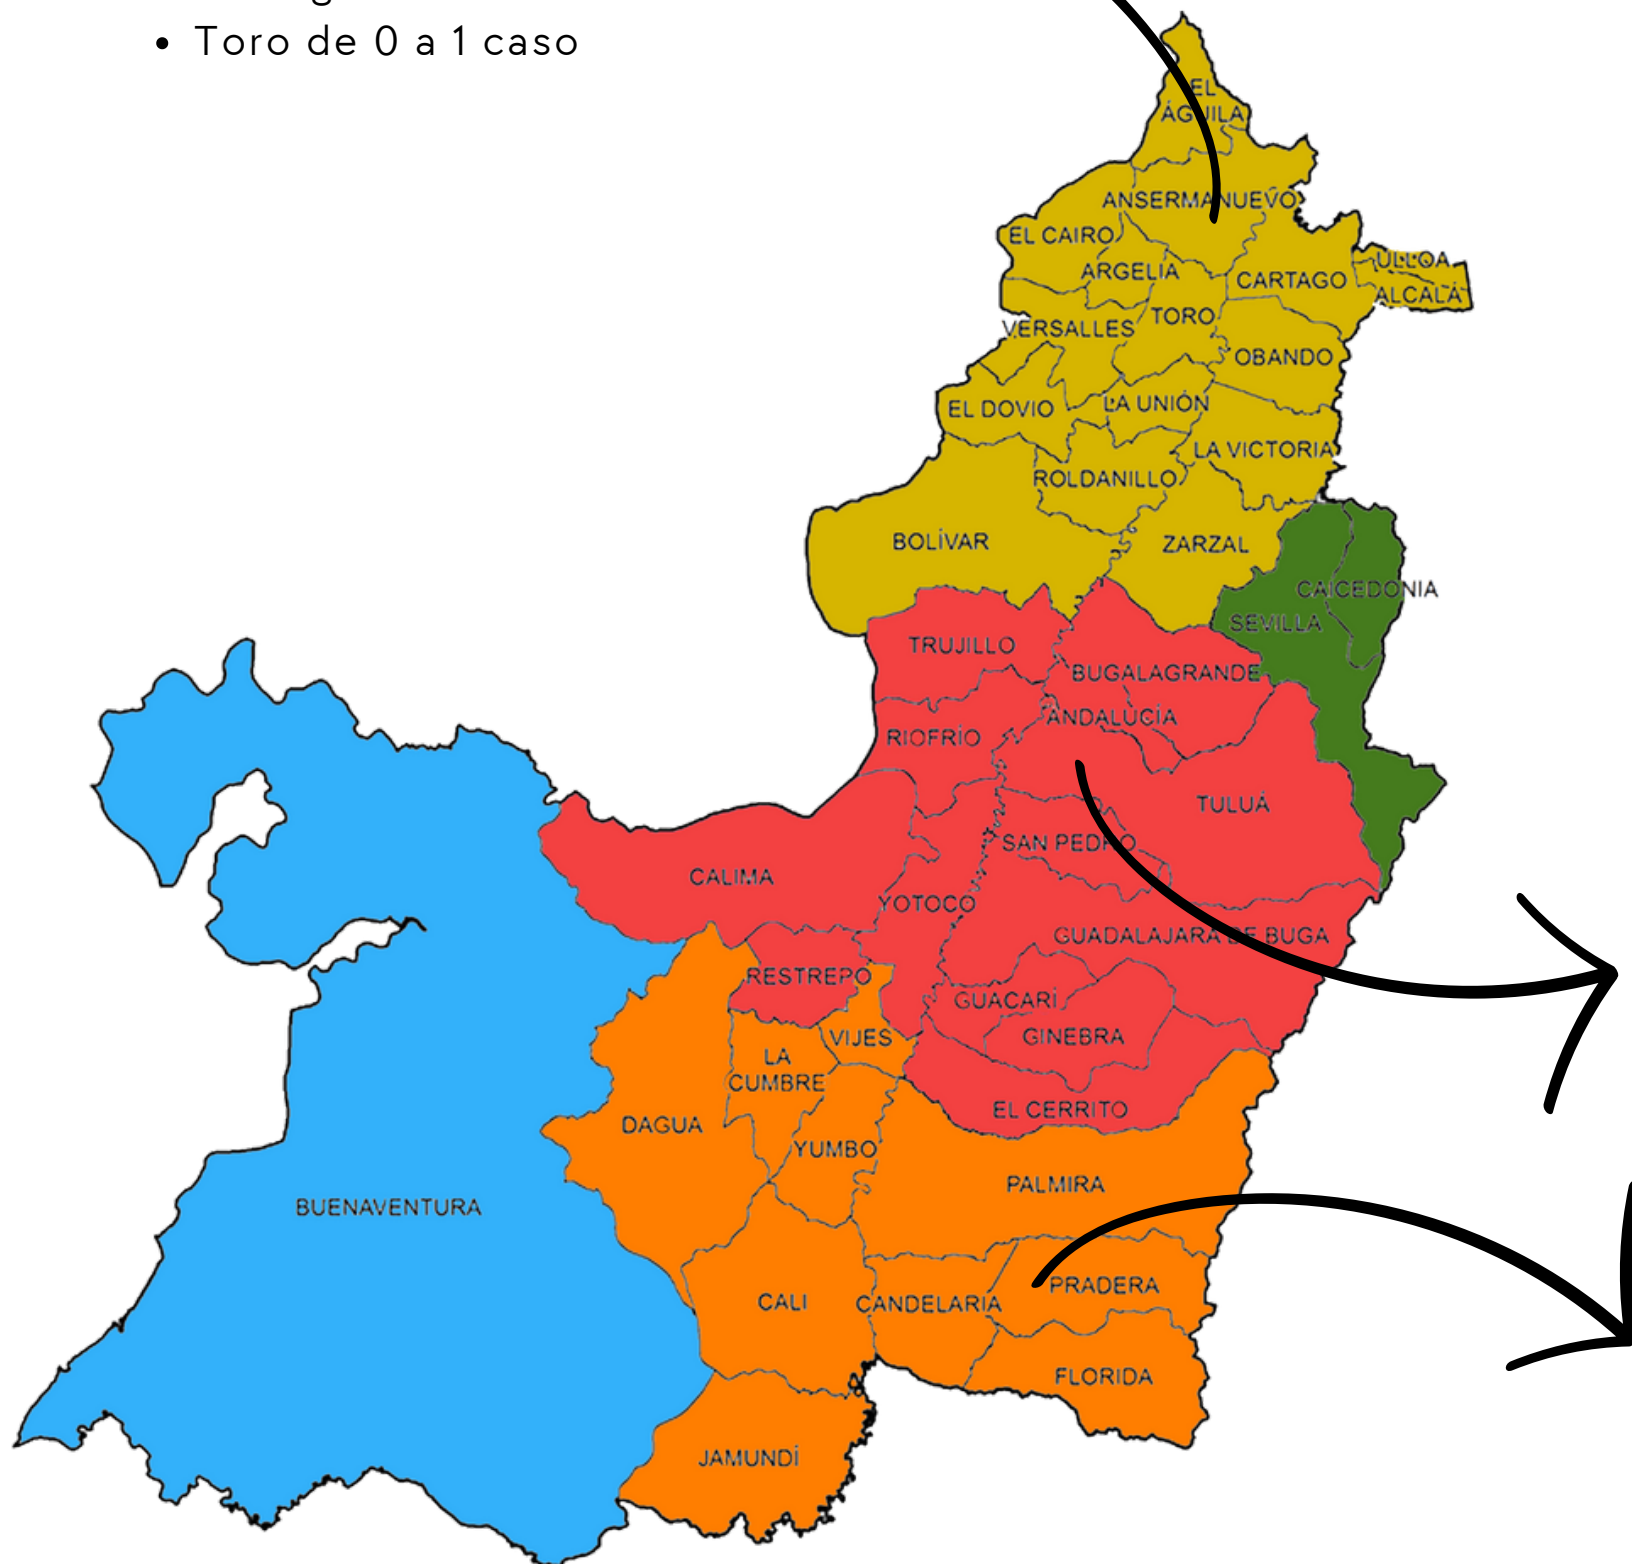 • Toro de 0 a 1 caso
EL
ÁGUILA
ANSERMANUEVO
EL CAIRO
ULLOA
ARGELIA
CARTAGO
ALCALÁ
TORO
VERSALLES
OBANDO
EL DOVIO
LA UNIÓN
LA VICTORIA
ROLDANILLO
BOLÍVAR
ZARZAL
CAICEDONIA
SEVILLA
TRUJILLO
BUGALAGRANDE
ANDALUCÍA
RIOFRÍO
TULUÁ
SAN PEDRO
CALIMA
YOTOCO
GUADALAJARA DE BUGA
RESTREPO
GUACARÍ
GINEBRA
VIJES
LA
CUMBRE
EL CERRITO
DAGUA
YUMBO
PALMIRA
BUENAVENTURA
PRADERA
CALI
CANDELARIA
FLORIDA
JAMUNDÍ